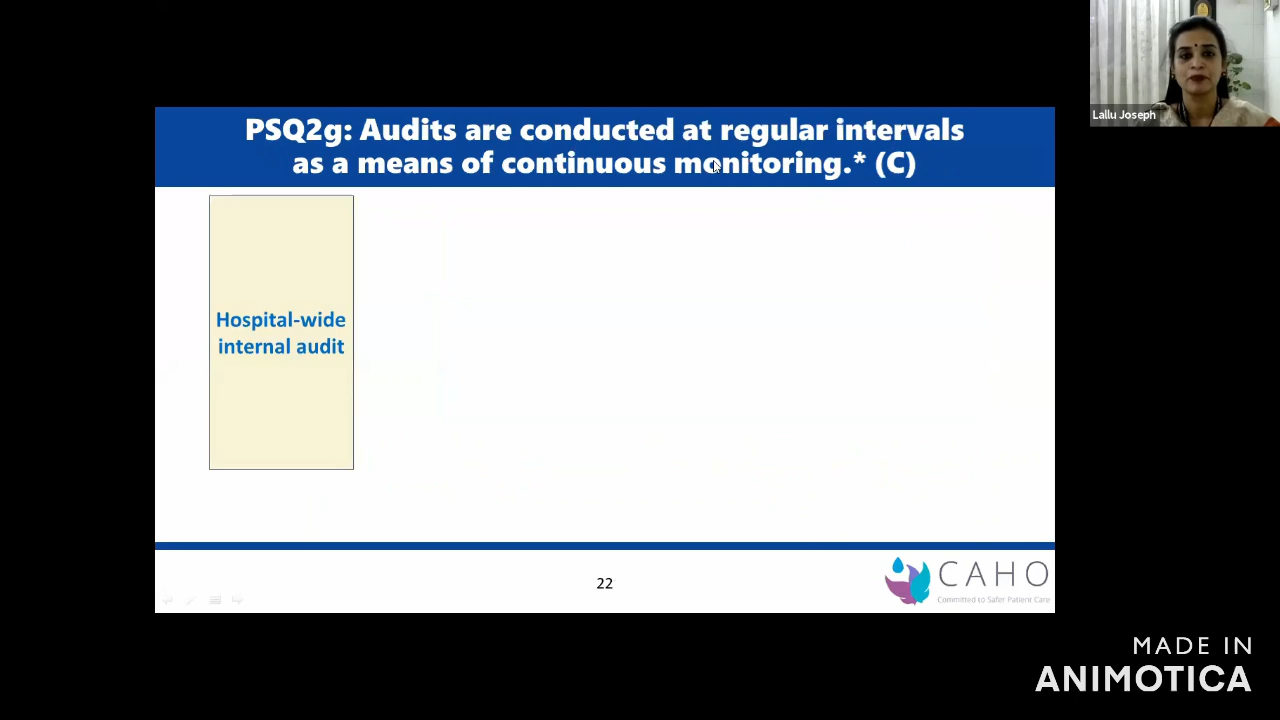 Lallu Joseph
PSQ2g: Audits are conducted at regular intervals
as a means of continuous monitoring.* (C)
Hospital-wide
internal audit
22
CAHO
Committed to Safer Patient Care
MADE IN
ANIMOTICA